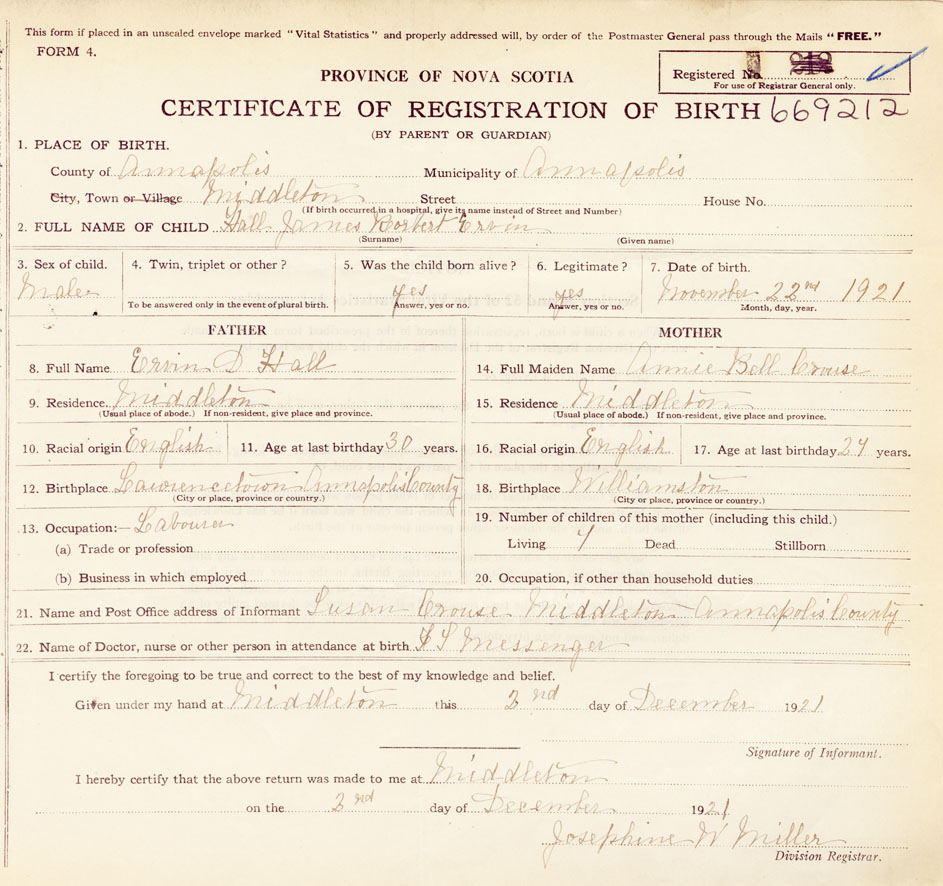 This form if placed in an unsealed envelope marked "Vital Statistics" and properly addressed will, by order of the Postmaster General pass through the Mails "FREE."
FORM 4.
Registered No.
For use of Registrar General only.
PROVINCE OF NOVA SCOTIA
CERTIFICATE OF REGISTRATION OF BIRTH 669212
(BY PARENT OR GUARDIAN)
1. PLACE OF BIRTH.
County of Annapolis Municipality of Annapolis
City, Town or Village Middleton Street House No.
(If birth occurred in a hospital, give its name instead of Street and Number)
2. FULL NAME OF CHILD Hall James Norbert Ervin
(Surname) (Given name)
3. Sex of child. 4. Twin, triplet or other? 5. Was the child born alive? 6. Legitimate? 7. Date of birth.
Male yes yes November 22nd 1921
To be answered only in the event of plural birth. Answer, yes or no. Answer, yes or no. Month, day, year.
FATHER MOTHER
8. Full Name Ervin D Hall 14. Full Maiden Name Annie Bell Crouse
9. Residence. Middleton 15. Residence Middleton
(Usual place of abode.) If non-resident, give place and province. (Usual place of abode.) If non-resident, give place and province.
10. Racial origin English 11. Age at last birthday 30 years. 16. Racial origin English 17. Age at last birthday 24 years.
12. Birthplace Lawrencetown Annapolis County 18. Birthplace Williamston
(City or place, province or country.) (City or place, province or country.)
13. Occupation:— Labourer 19. Number of children of this mother (including this child.)
(a) Trade or profession Living Dead Stillborn
(b) Business in which employed 20. Occupation, if other than household duties
21. Name and Post Office address of Informant Susan Crouse Middleton Annapolis County
22. Name of Doctor, nurse or other person in attendance at birth Messenger
I certify the foregoing to be true and correct to the best of my knowledge and belief.
Given under my hand at Middleton this day of December 1921
Signature of Informant.
I hereby certify that the above return was made to me at Middleton
on the day of December 1921
Josephine W Miller
Division Registrar.